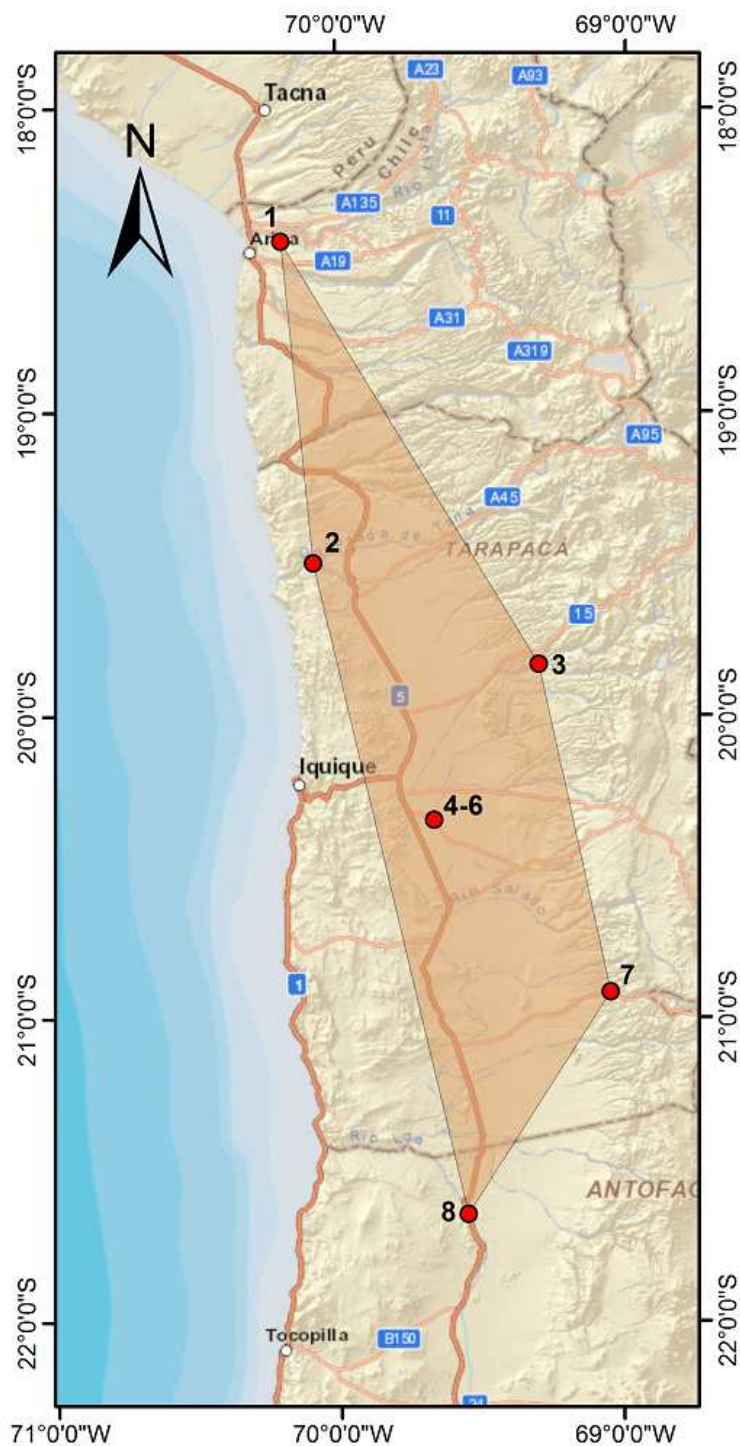 70°0'0"W 69°0'0"W
A23
A93
Tacna
18°0'0"S 18°0'0"S
N
Peru
Chile
A135
1
11
A19
A31
A319
19°0'0"S 19°0'0"S
A95
A45
2
TARAPACA
15
3
5
20°0'0"S 20°0'0"S
Iquique
4-6
Rio Salado
7
1
21°0'0"S 21°0'0"S
Rio Loa
ANTOFAG
8
22°0'0"S 22°0'0"S
Tocopilla
B150
71°0'0"W 70°0'0"W 69°0'0"W